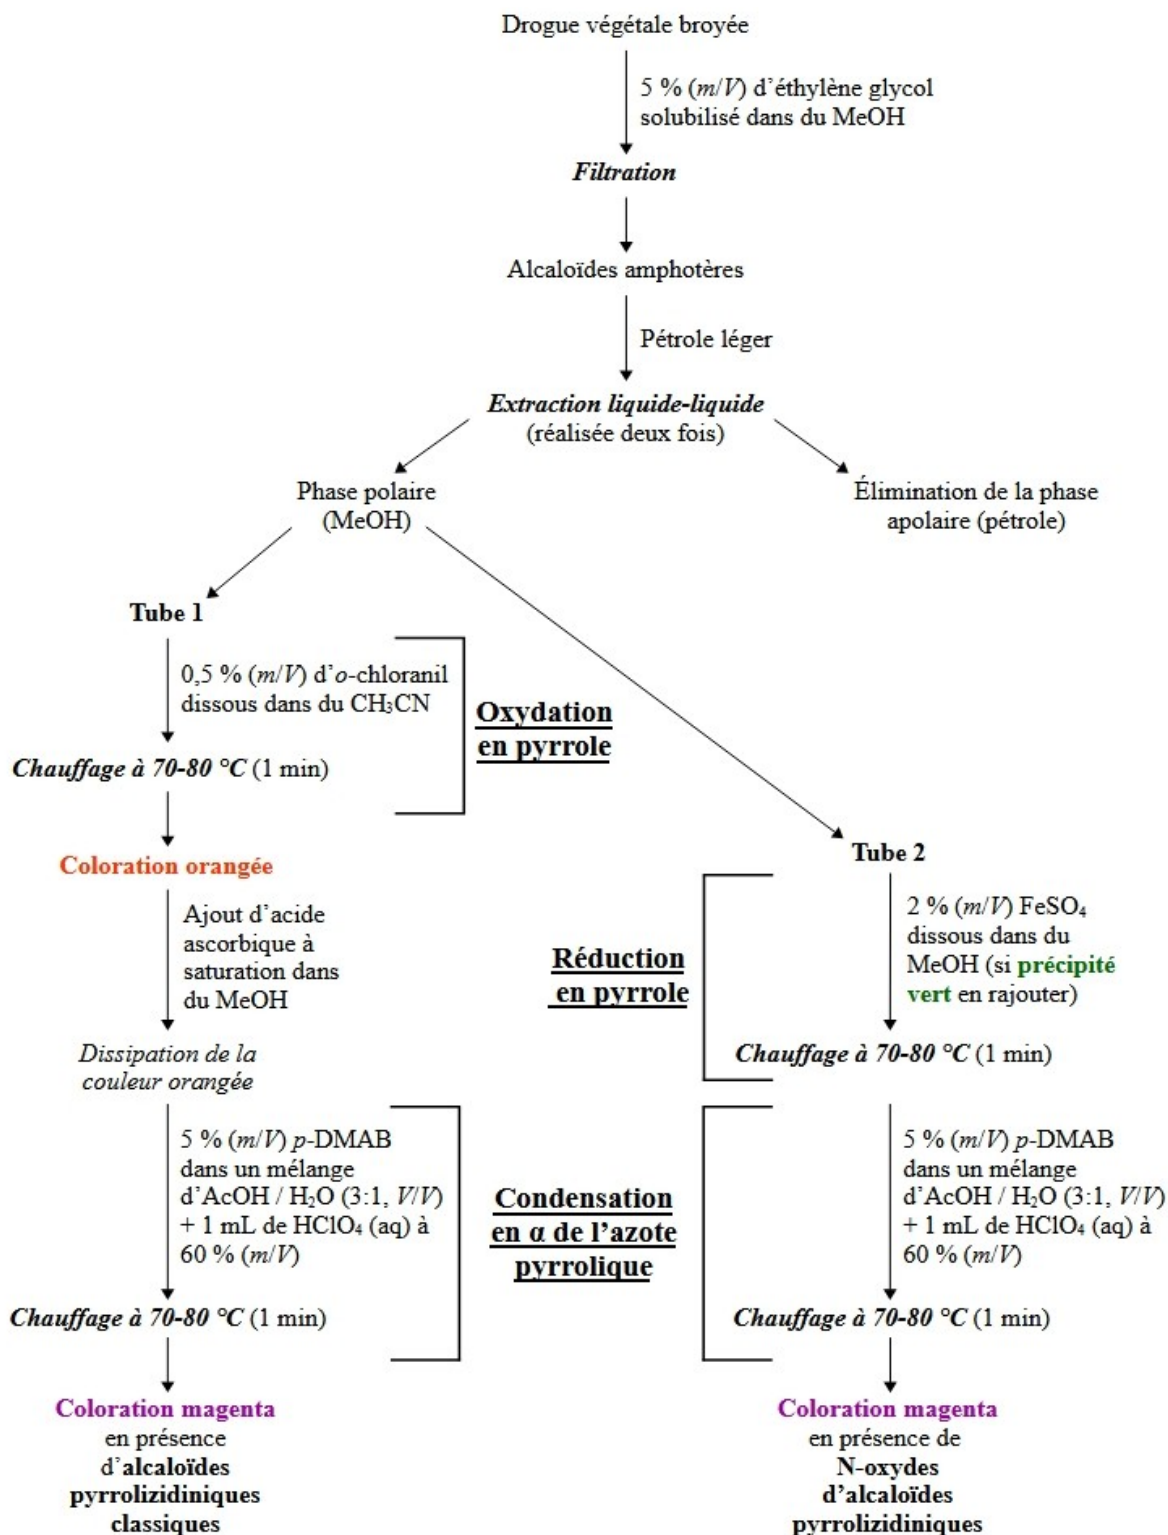 Drogue végétale broyée
5 % (m/V) d’éthylène glycol
solubilisé dans du MeOH
Filtration
Alcaloïdes amphotères
Pétrole léger
Extraction liquide-liquide
(réalisée deux fois)
Phase polaire
(MeOH)
Élimination de la phase
apolaire (pétrole)
Tube 1
0,5 % (m/V) d’o-chloranil
dissous dans du CH₃CN
Oxydation
en pyrrole
Chauffage à 70-80 °C (1 min)
Coloration orangée
Ajout d’acide
ascorbique à
saturation dans
du MeOH
Dissipation de la
couleur orangée
5 % (m/V) p-DMAB
dans un mélange
d’AcOH / H₂O (3:1, V/V)
+ 1 mL de HClO₄ (aq) à
60 % (m/V)
Chauffage à 70-80 °C (1 min)
Coloration magenta
en présence
d’alcaloïdes
pyrrolizidiniques
classiques
Condensation
en α de l’azote
pyrrolique
Tube 2
2 % (m/V) FeSO₄
dissous dans du
MeOH (si précipité
vert en rajouter)
Réduction
en pyrrole
Chauffage à 70-80 °C (1 min)
5 % (m/V) p-DMAB
dans un mélange
d’AcOH / H₂O (3:1, V/V)
+ 1 mL de HClO₄ (aq) à
60 % (m/V)
Chauffage à 70-80 °C (1 min)
Coloration magenta
en présence de
N-oxydes
d’alcaloïdes
pyrrolizidiniques